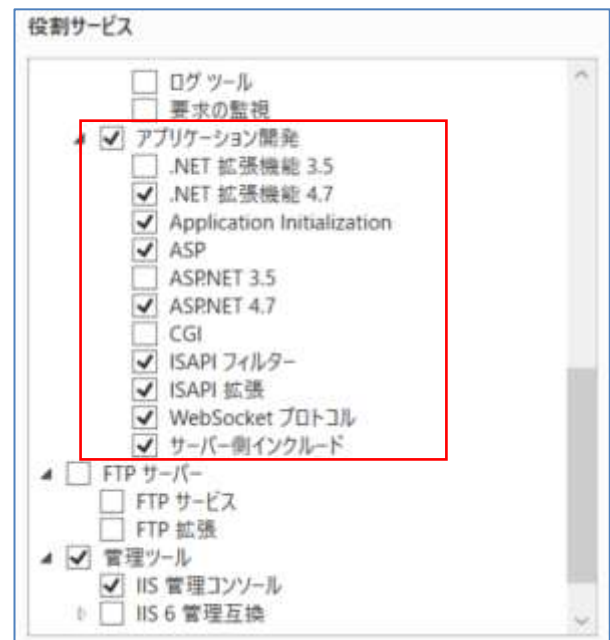 役割サービス
ログ ツール
要求の監視
アプリケーション開発
.NET 拡張機能 3.5
.NET 拡張機能 4.7
Application Initialization
ASP
ASP.NET 3.5
ASP.NET 4.7
CGI
ISAPI フィルター
ISAPI 拡張
WebSocket プロトコル
サーバー側インクルード
FTP サーバー
FTP サービス
FTP 拡張
管理ツール
IIS 管理コンソール
IIS 6 管理互換